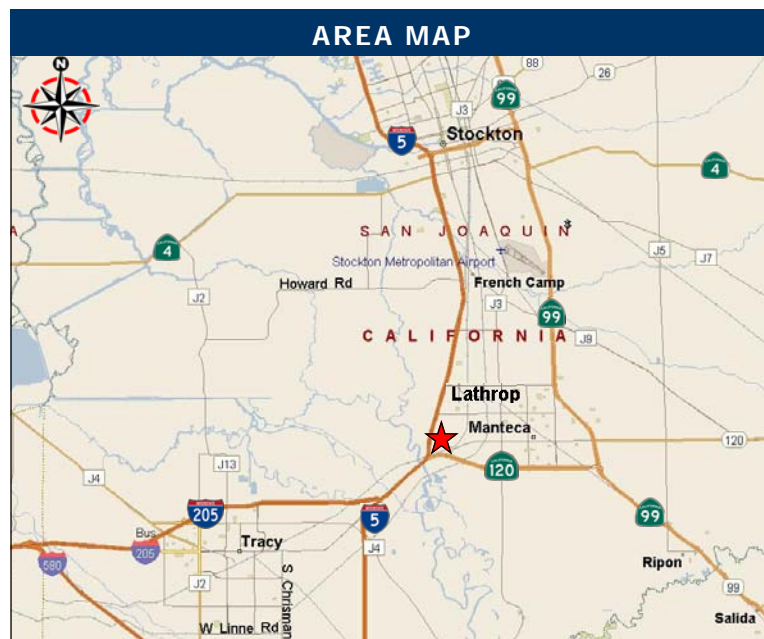 AREA MAP
N
88
26
99
J3
Stockton
5
4
SAN JOAQUIN
4
Stockton Metropolitan Airport
J5
J7
J2
Howard Rd
French Camp
J3
99
CALIFORNIA
J9
Lathrop
Manteca
120
J4
J13
120
205
5
99
Bus
205
Tracy
J4
580
J2
S Chrisman
Ripon
99
W Linne Rd
Salida